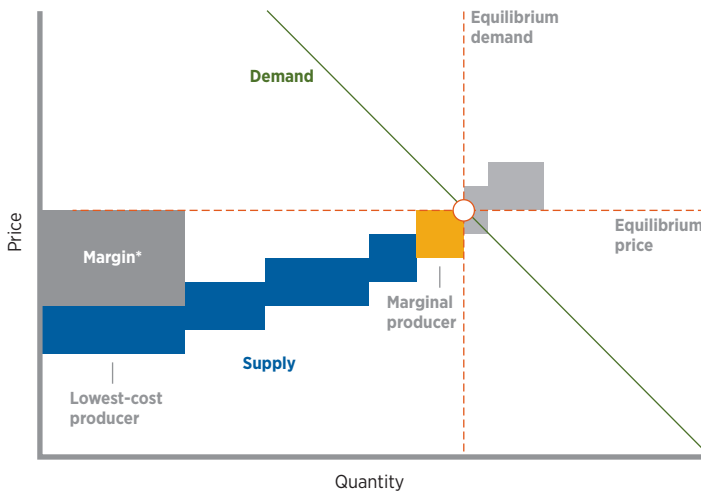 Equilibrium
demand
Demand
Price
Equilibrium
price
Margin*
Marginal
producer
Supply
Lowest-cost
producer
Quantity